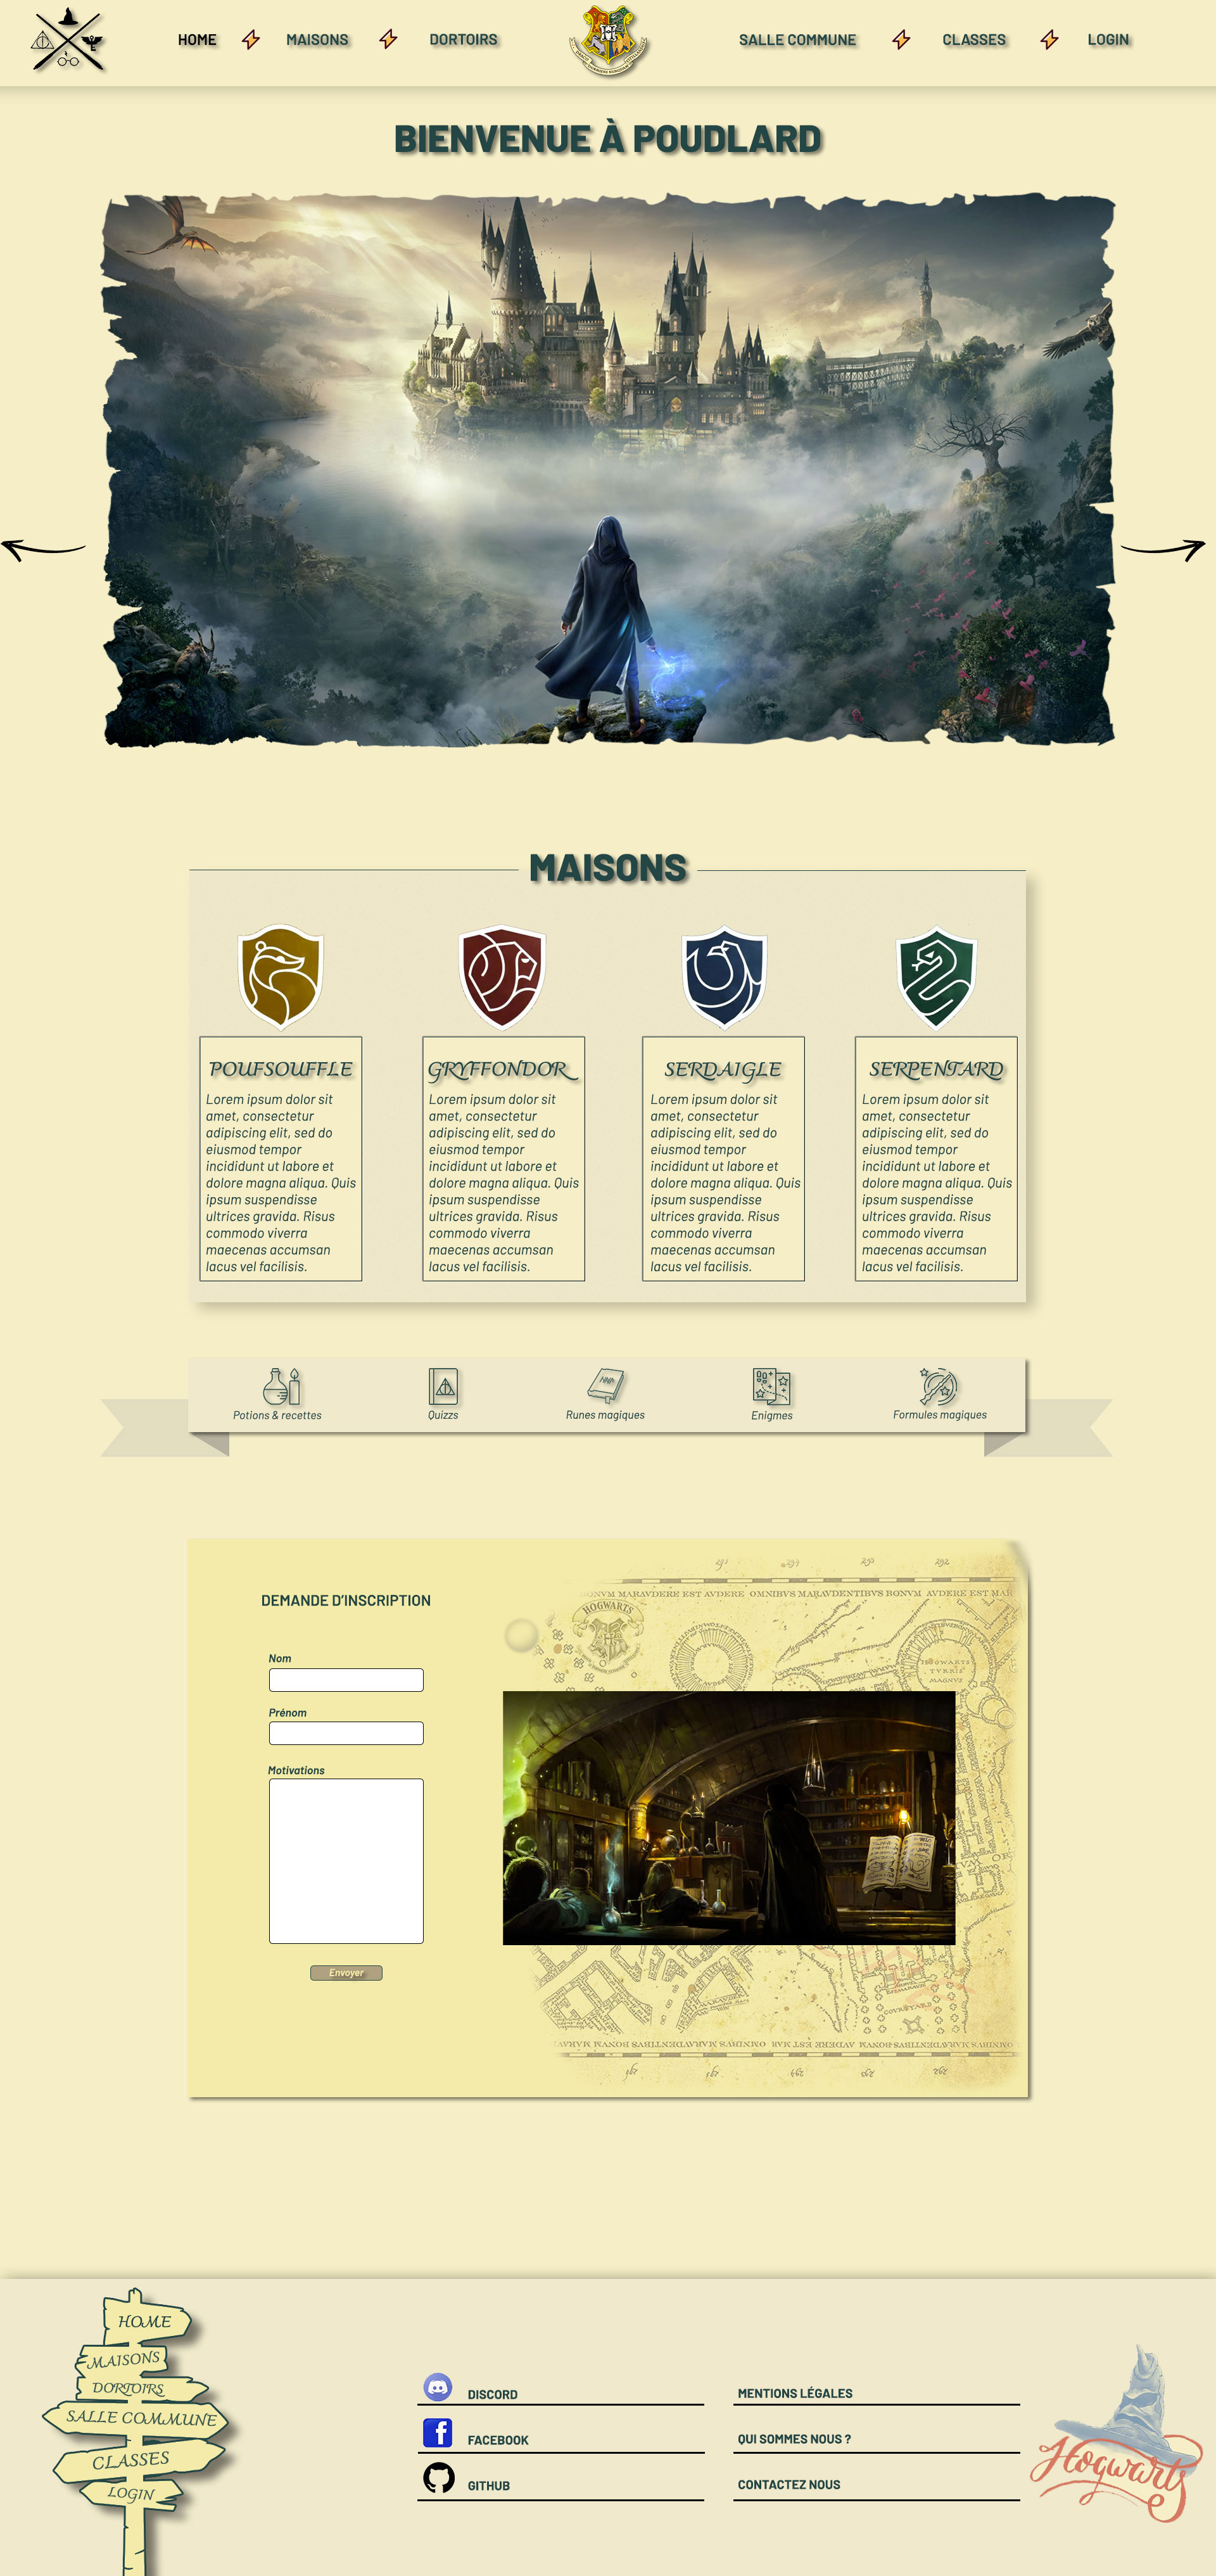 HOME
MAISONS
DORTOIRS
SALLE COMMUNE
CLASSES
LOGIN
BIENVENUE À POUDLARD
MAISONS
POUFSOUFFLE
Lorem ipsum dolor sit
amet, consectetur
adipiscing elit, sed do
eiusmod tempor
incididunt ut labore et
dolore magna aliqua. Quis
ipsum suspendisse
ultrices gravida. Risus
commodo viverra
maecenas accumsan
lacus vel facilisis.
GRYFFONDOR
Lorem ipsum dolor sit
amet, consectetur
adipiscing elit, sed do
eiusmod tempor
incididunt ut labore et
dolore magna aliqua. Quis
ipsum suspendisse
ultrices gravida. Risus
commodo viverra
maecenas accumsan
lacus vel facilisis.
SERDAIGLE
Lorem ipsum dolor sit
amet, consectetur
adipiscing elit, sed do
eiusmod tempor
incididunt ut labore et
dolore magna aliqua. Quis
ipsum suspendisse
ultrices gravida. Risus
commodo viverra
maecenas accumsan
lacus vel facilisis.
SERPENTARD
Lorem ipsum dolor sit
amet, consectetur
adipiscing elit, sed do
eiusmod tempor
incididunt ut labore et
dolore magna aliqua. Quis
ipsum suspendisse
ultrices gravida. Risus
commodo viverra
maecenas accumsan
lacus vel facilisis.
Potions & recettes
Quizzs
Runes magiques
Enigmes
Formules magiques
DEMANDE D'INSCRIPTION
Nom
Prénom
Motivations
Envoyer
HOGWARTS
HOGWARTS
TYRRIS
MAGNUS
COVRTYARD
HOME
MAISONS
DORTOIRS
SALLE COMMUNE
CLASSES
LOGIN
DISCORD
FACEBOOK
GITHUB
MENTIONS LÉGALES
QUI SOMMES NOUS ?
CONTACTEZ NOUS
Hogwarts